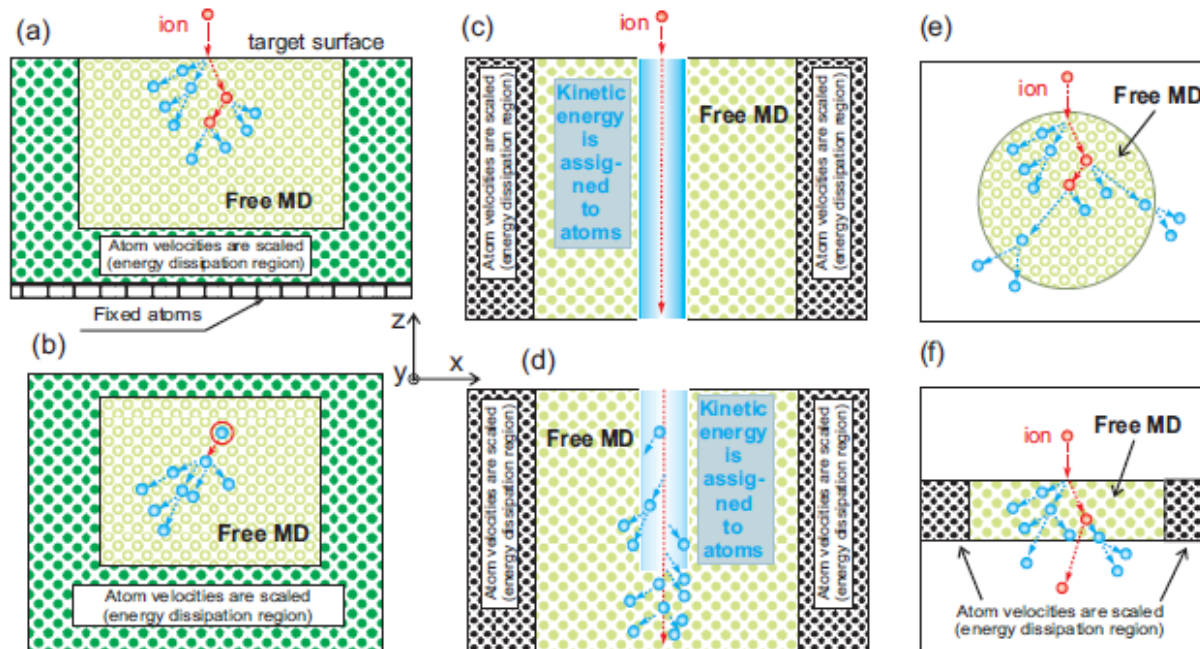 (a)
ion
target surface
Free MD
Atom velocities are scaled
(energy dissipation region)
Fixed atoms
(b)
Free MD
Atom velocities are scaled
(energy dissipation region)
z
y
x
(c)
ion
Atom velocities are scaled
(energy dissipation region)
Kinetic
energy
is
assig-
ned
to
atoms
Free MD
Atom velocities are scaled
(energy dissipation region)
(d)
Atom velocities are scaled
(energy dissipation region)
Free MD
Kinetic
energy
is
assig-
ned
to
atoms
Atom velocities are scaled
(energy dissipation region)
(e)
ion
Free MD
(f)
ion
Free MD
Atom velocities are scaled
(energy dissipation region)